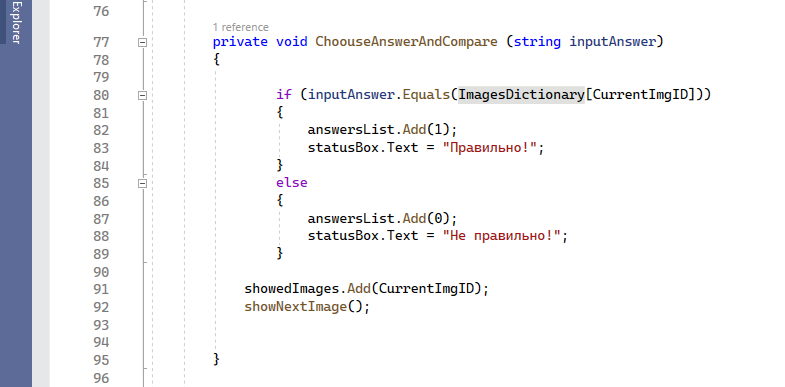 Explorer
76
1 reference
77 private void ChoouseAnswerAndCompare (string inputAnswer)
78 {
79
80 if (inputAnswer.Equals(ImagesDictionary[CurrentImgID]))
81 {
82 answersList.Add(1);
83 statusBox.Text = "Правильно!";
84 }
85 else
86 {
87 answersList.Add(0);
88 statusBox.Text = "Не правильно!";
89 }
90
91 showedImages.Add(CurrentImgID);
92 showNextImage();
93
94
95 }
96